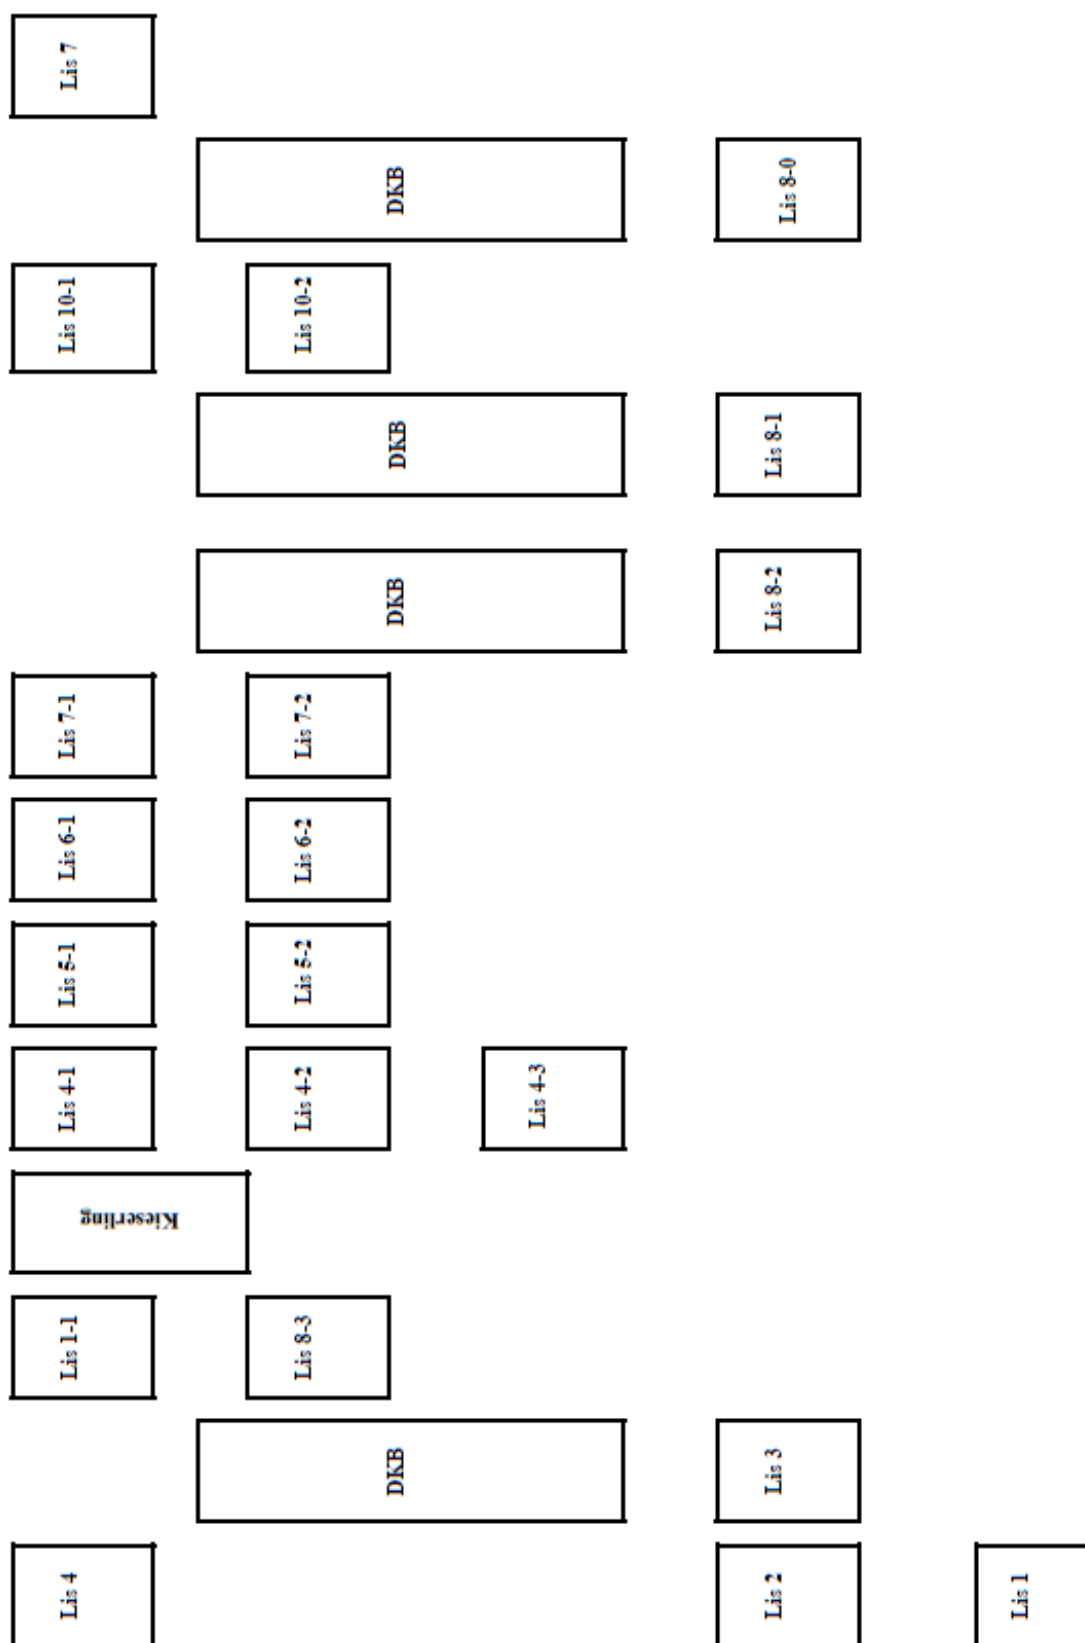 Lis 7
DKB
Lis 8-0
Lis 10-1
Lis 10-2
DKB
Lis 8-1
DKB
Lis 8-2
Lis 7-1
Lis 7-2
Lis 6-1
Lis 6-2
Lis 5-1
Lis 5-2
Lis 4-1
Lis 4-2
Lis 4-3
Kieserling
Lis 1-1
Lis 8-3
DKB
Lis 3
Lis 4
Lis 2
Lis 1